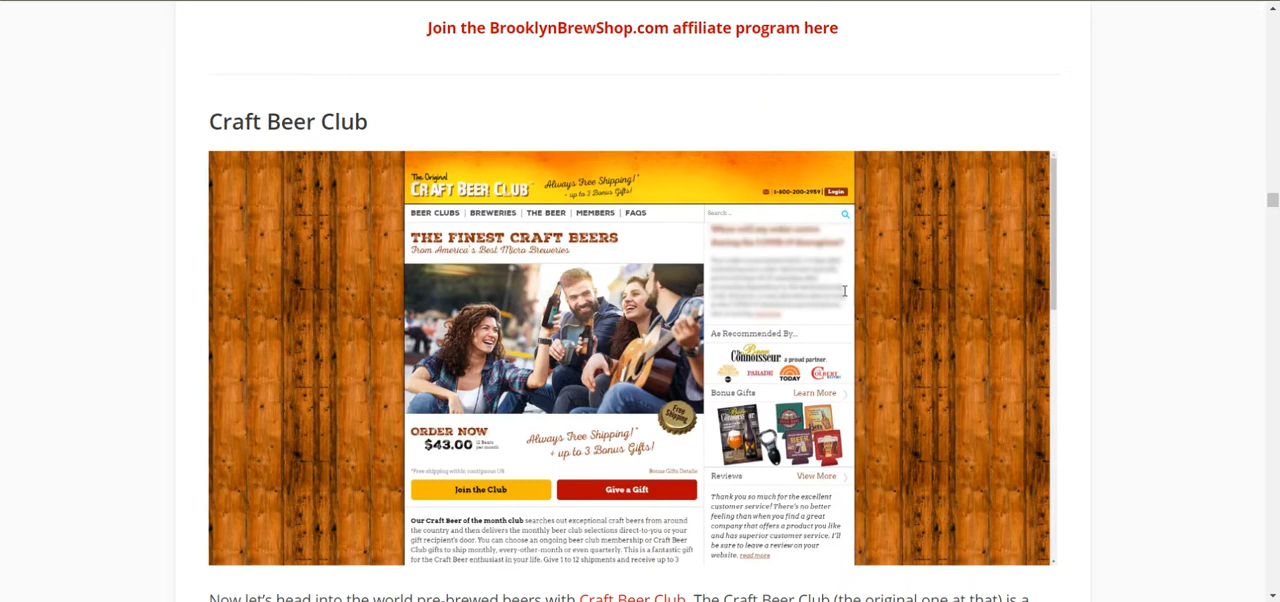 Join the BrooklynBrewShop.com affiliate program here
Craft Beer Club
The Original
CRAFT BEER CLUB
Always Free Shipping!*
+ up to 3 Bonus Gifts!
1-800-200-2959
Login
BEER CLUBS | BREWERIES | THE BEER | MEMBERS | FAQS
Search...
THE FINEST CRAFT BEERS
From America's Best Micro Breweries
As Recommended By...
Beer Connoisseur a proud partner.
PARADE
TODAY
COLBERT
Bonus Gifts
Learn More
Free
Shipping
ORDER NOW
$43.00
12 Beers
per month
Always Free Shipping!*
+ up to 3 Bonus Gifts!
*Free shipping within contiguous US
Bonus Gifts Details
Join the Club
Give a Gift
Reviews
View More
Our Craft Beer of the month club searches out exceptional craft beers from around
the country and then delivers the monthly beer club selections direct-to-you or your
gift recipient's door. You can choose an ongoing beer club membership or Craft Beer
Club gifts to ship monthly, every-other-month or even quarterly. This is a fantastic gift
for the Craft Beer enthusiast in your life. Give 1 to 12 shipments and receive up to 3
Thank you so much for the excellent
customer service! There's no better
feeling than when you find a great
company that offers a product you like
and has superior customer service. I'll
be sure to leave a review on your
website. read more
Now let's head into the world pre-brewed beers with Craft Beer Club. The Craft Beer Club (the original one at that) is a